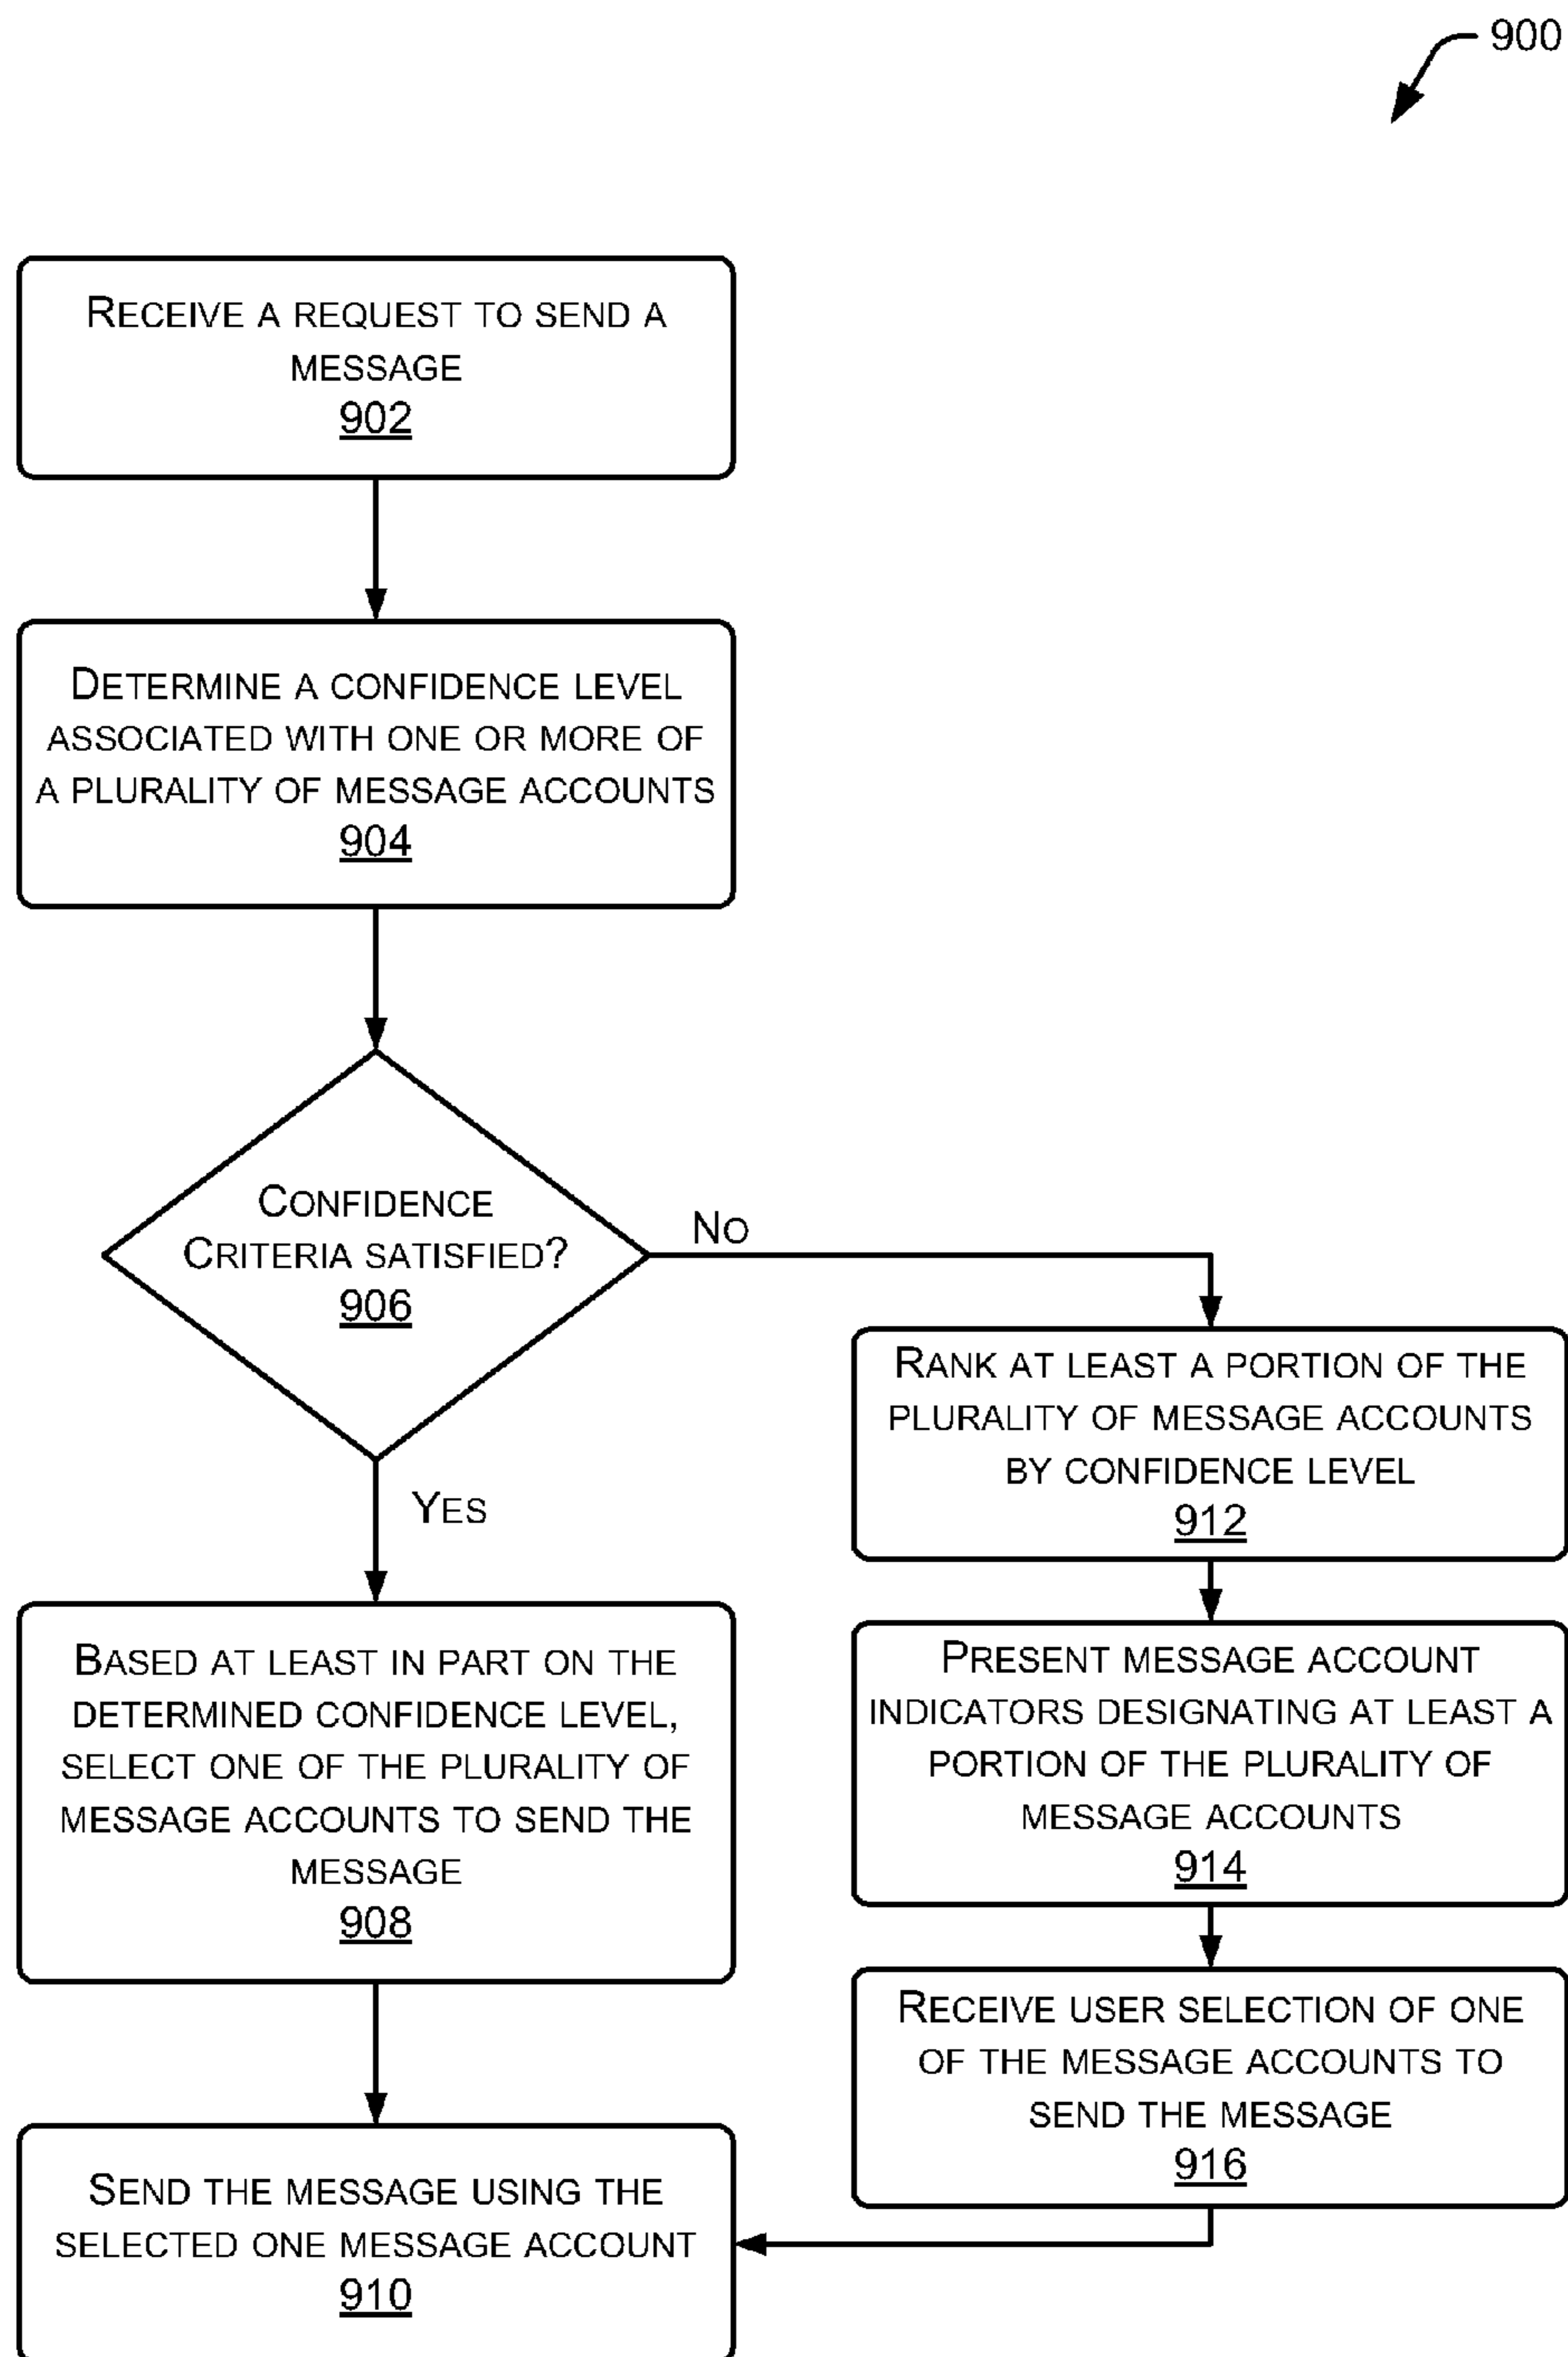 900
Receive a request to send a
message
902
Determine a confidence level
associated with one or more of
a plurality of message accounts
904
Confidence
Criteria satisfied?
906
No
Yes
Based at least in part on the
determined confidence level,
select one of the plurality of
message accounts to send the
message
908
Send the message using the
selected one message account
910
Rank at least a portion of the
plurality of message accounts
by confidence level
912
Present message account
indicators designating at least a
portion of the plurality of
message accounts
914
Receive user selection of one
of the message accounts to
send the message
916